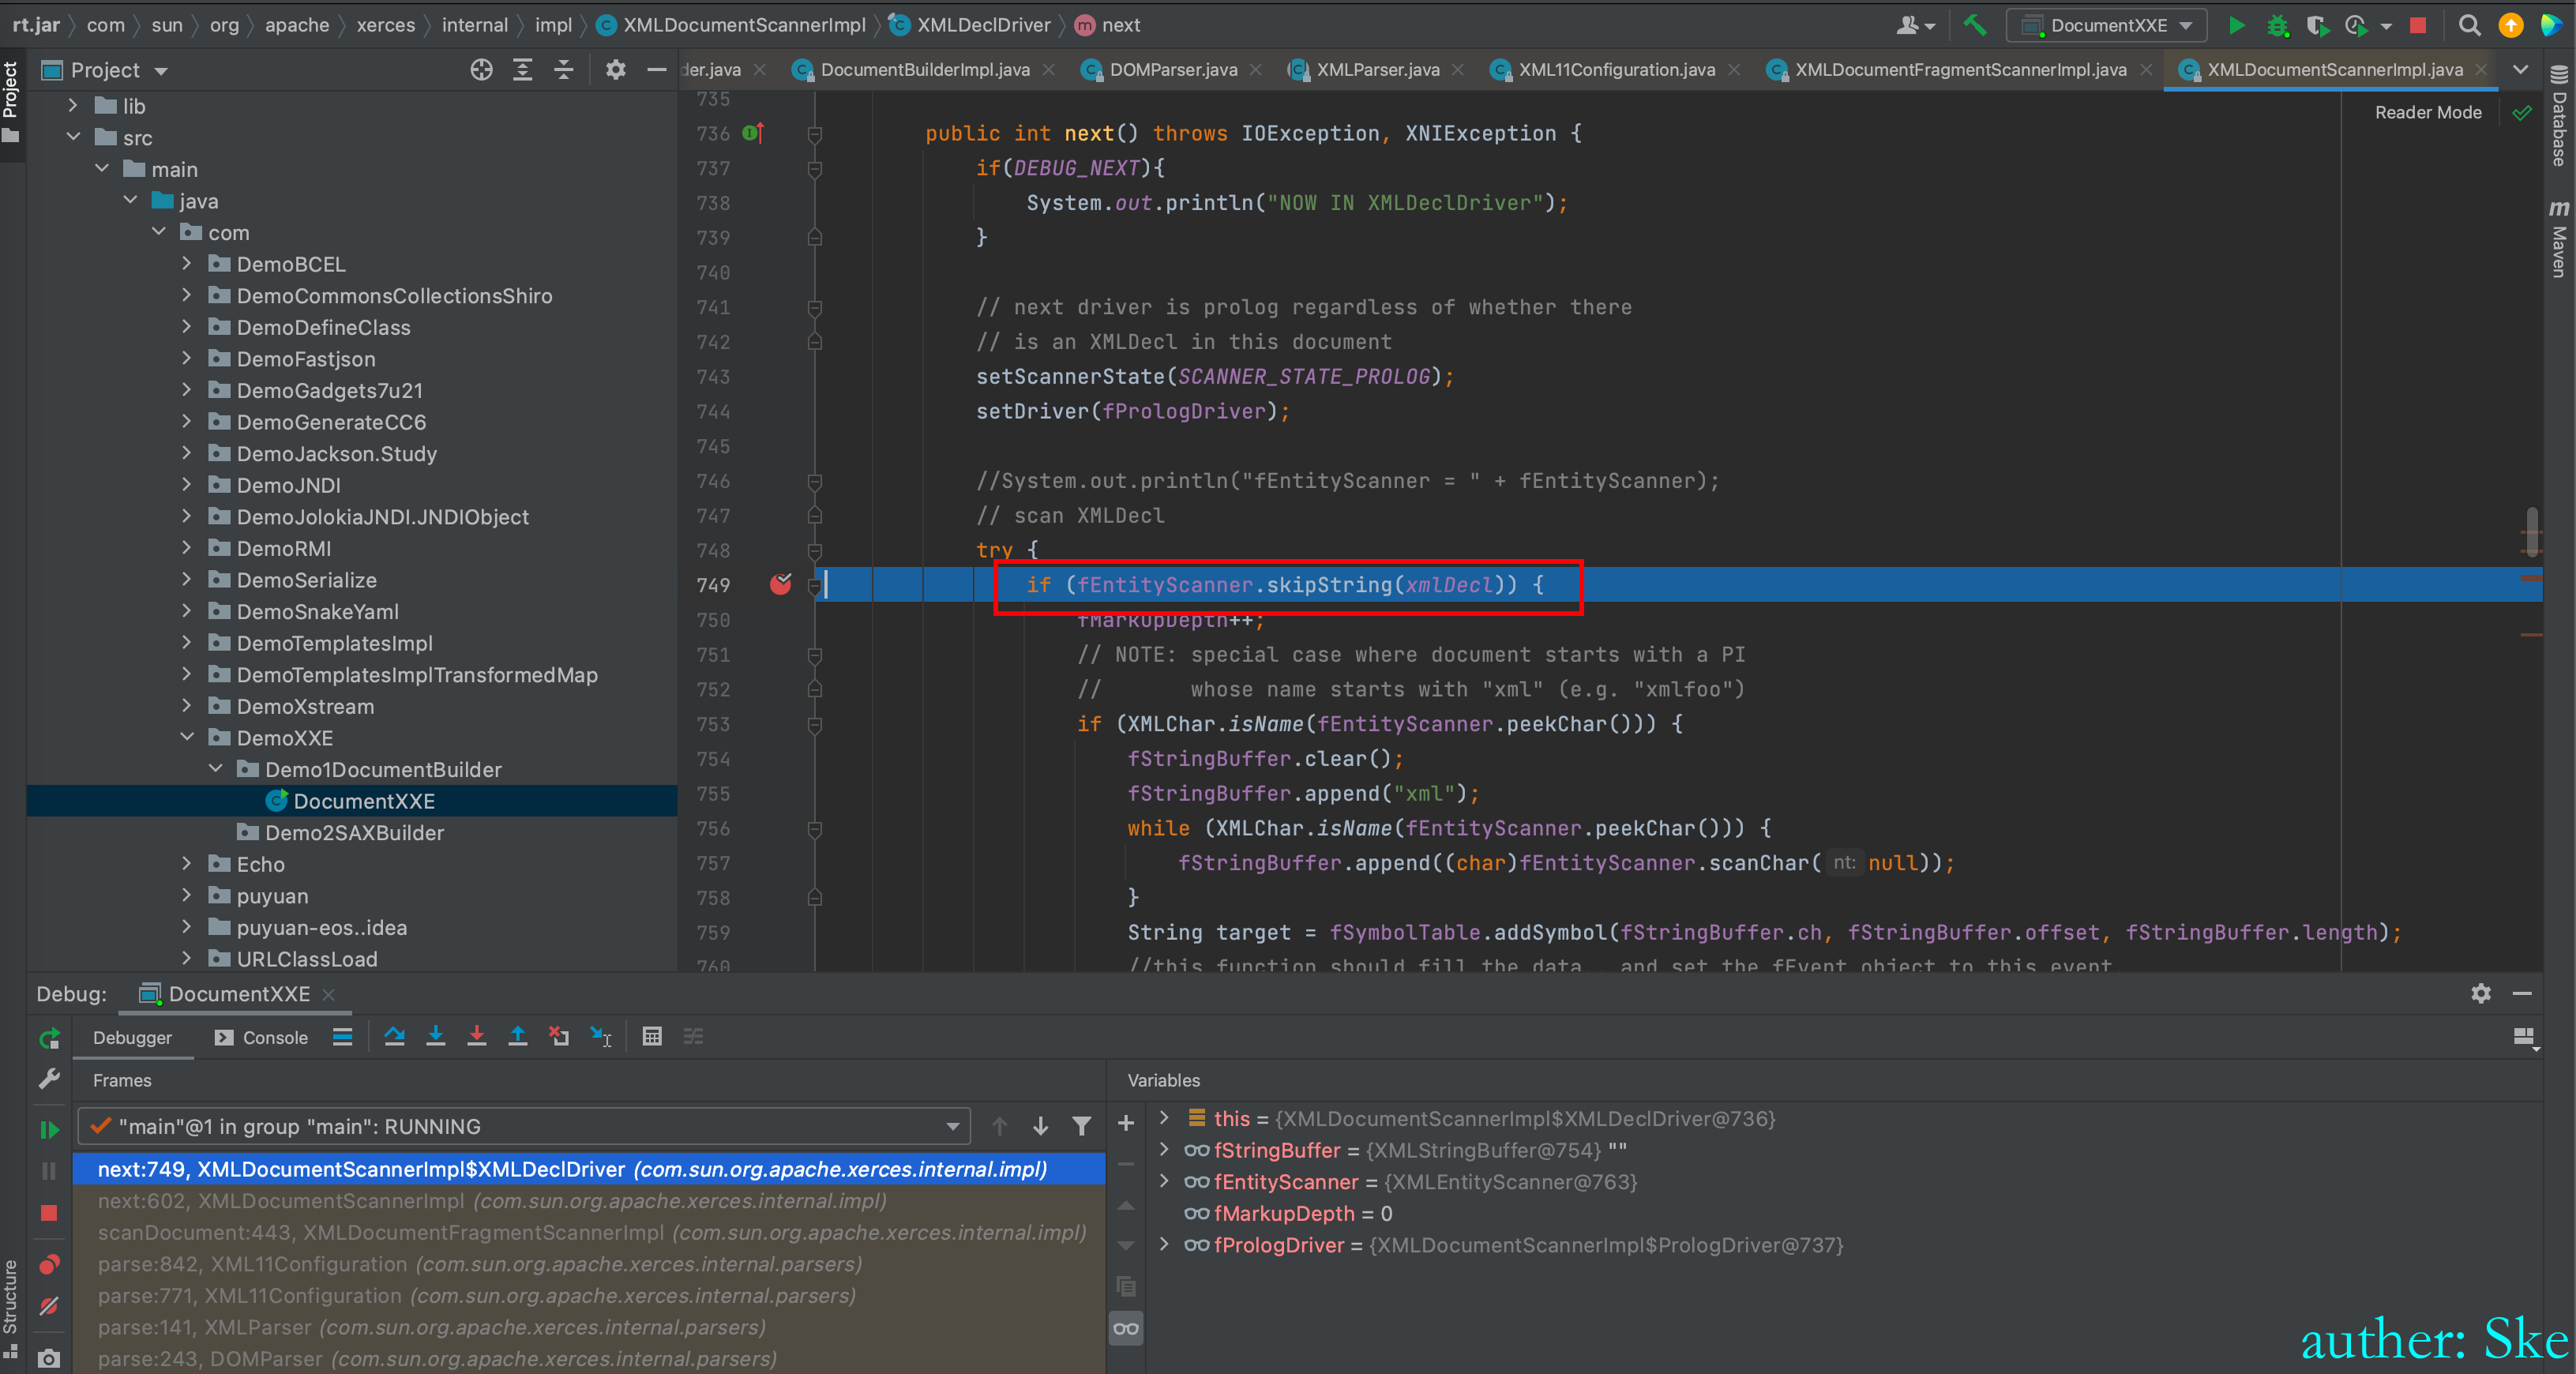 rt.jar com sun org apache xerces internal impl XMLDocumentScannerImpl XMLDeclDriver next DocumentXXE
Project
Project
der.java DocumentBuilderImpl.java DOMParser.java XMLParser.java XML11Configuration.java XMLDocumentFragmentScannerImpl.java XMLDocumentScannerImpl.java
Reader Mode
Database
Maven
lib
src
main
java
com
DemoBCEL
DemoCommonsCollectionsShiro
DemoDefineClass
DemoFastjson
DemoGadgets7u21
DemoGenerateCC6
DemoJackson.Study
DemoJNDI
DemoJolokiaJNDI.JNDIObject
DemoRMI
DemoSerialize
DemoSnakeYaml
DemoTemplatesImpl
DemoTemplatesImplTransformedMap
DemoXstream
DemoXXE
Demo1DocumentBuilder
DocumentXXE
Demo2SAXBuilder
Echo
puyuan
puyuan-eos..idea
URLClassLoad
735
736 public int next() throws IOException, XNIException {
737 if(DEBUG_NEXT){
738 System.out.println("NOW IN XMLDeclDriver");
739 }
740
741 // next driver is prolog regardless of whether there
742 // is an XMLDecl in this document
743 setScannerState(SCANNER_STATE_PROLOG);
744 setDriver(fPrologDriver);
745
746 //System.out.println("fEntityScanner = " + fEntityScanner);
747 // scan XMLDecl
748 try {
749 if (fEntityScanner.skipString(xmlDecl)) {
750 fMarkupDepth++;
751 // NOTE: special case where document starts with a PI
752 // whose name starts with "xml" (e.g. "xmlfoo")
753 if (XMLChar.isName(fEntityScanner.peekChar())) {
754 fStringBuffer.clear();
755 fStringBuffer.append("xml");
756 while (XMLChar.isName(fEntityScanner.peekChar())) {
757 fStringBuffer.append((char)fEntityScanner.scanChar( nt: null));
758 }
759 String target = fSymbolTable.addSymbol(fStringBuffer.ch, fStringBuffer.offset, fStringBuffer.length);
760 //this function should fill the data.. and set the fEvent object to this event.
Debug: DocumentXXE
Debugger Console
Frames
"main"@1 in group "main": RUNNING
next:749, XMLDocumentScannerImpl$XMLDeclDriver (com.sun.org.apache.xerces.internal.impl)
next:602, XMLDocumentScannerImpl (com.sun.org.apache.xerces.internal.impl)
scanDocument:443, XMLDocumentFragmentScannerImpl (com.sun.org.apache.xerces.internal.impl)
parse:842, XML11Configuration (com.sun.org.apache.xerces.internal.parsers)
parse:771, XML11Configuration (com.sun.org.apache.xerces.internal.parsers)
parse:141, XMLParser (com.sun.org.apache.xerces.internal.parsers)
parse:243, DOMParser (com.sun.org.apache.xerces.internal.parsers)
Variables
this = {XMLDocumentScannerImpl$XMLDeclDriver@736}
fStringBuffer = {XMLStringBuffer@754} ""
fEntityScanner = {XMLEntityScanner@763}
fMarkupDepth = 0
fPrologDriver = {XMLDocumentScannerImpl$PrologDriver@737}
Structure
auther: Ske